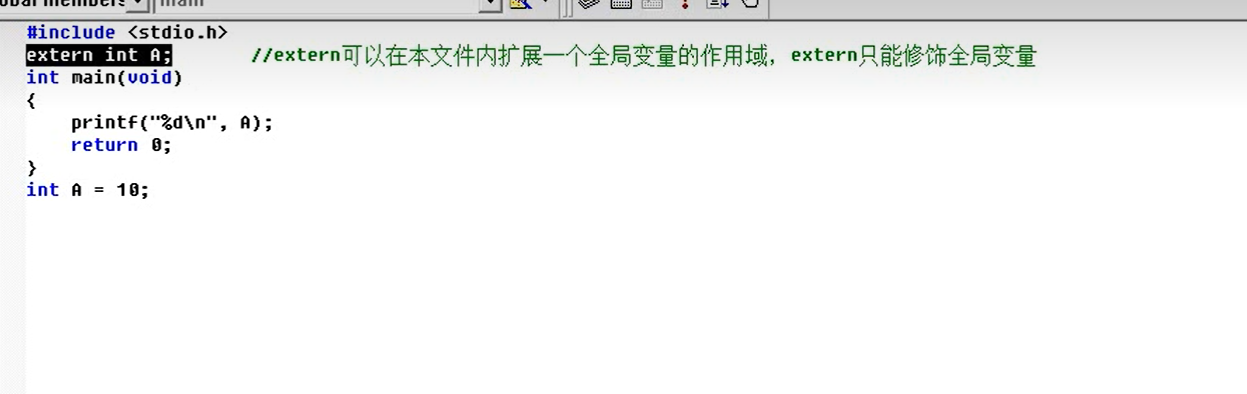 main
#include <stdio.h>
extern int A; //extern可以在本文件内扩展一个全局变量的作用域，extern只能修饰全局变量
int main(void)
{
printf("%d\n", A);
return 0;
}
int A = 10;